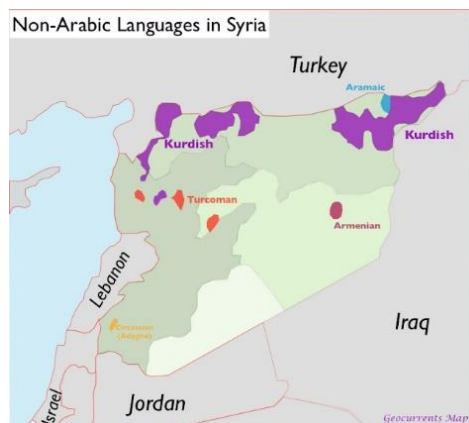 Non-Arabic Languages in Syria
Turkey
Aramaic
Kurdish
Kurdish
Turcoman
Armenian
Lebanon
Iraq
Circassian
(Adyghe)
Israel
Jordan
Geocurrents Map